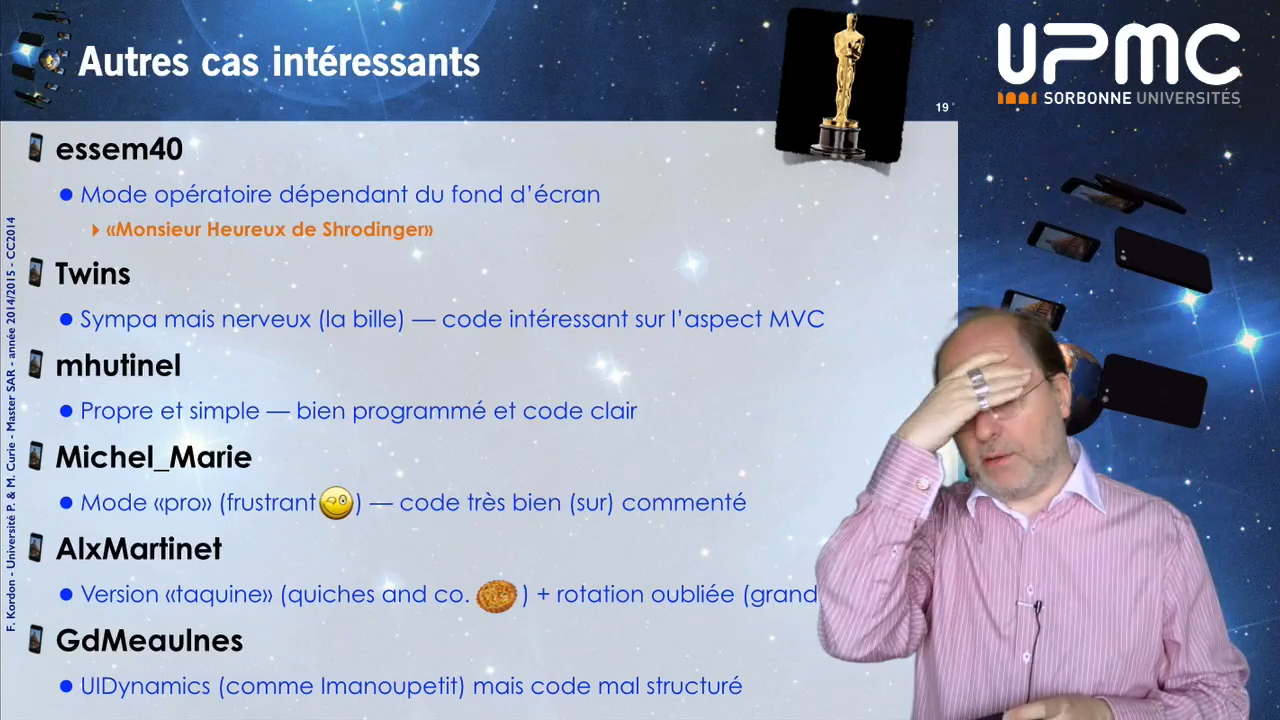 Autres cas intéressants
UPMC
SORBONNE UNIVERSITÉS
19
essem40
Mode opératoire dépendant du fond d’écran
«Monsieur Heureux de Shrodinger»
Twins
Sympa mais nerveux (la bille) — code intéressant sur l’aspect MVC
mhutinel
Propre et simple — bien programmé et code clair
Michel_Marie
Mode «pro» (frustrant ) — code très bien (sur) commenté
AlxMartinet
Version «taquine» (quiches and co. ) + rotation oubliée (grand
GdMeaulnes
UIDynamics (comme lmanoupetit) mais code mal structuré
F. Kordon - Université P. & M. Curie - Master SAR - année 2014/2015 - CC2014